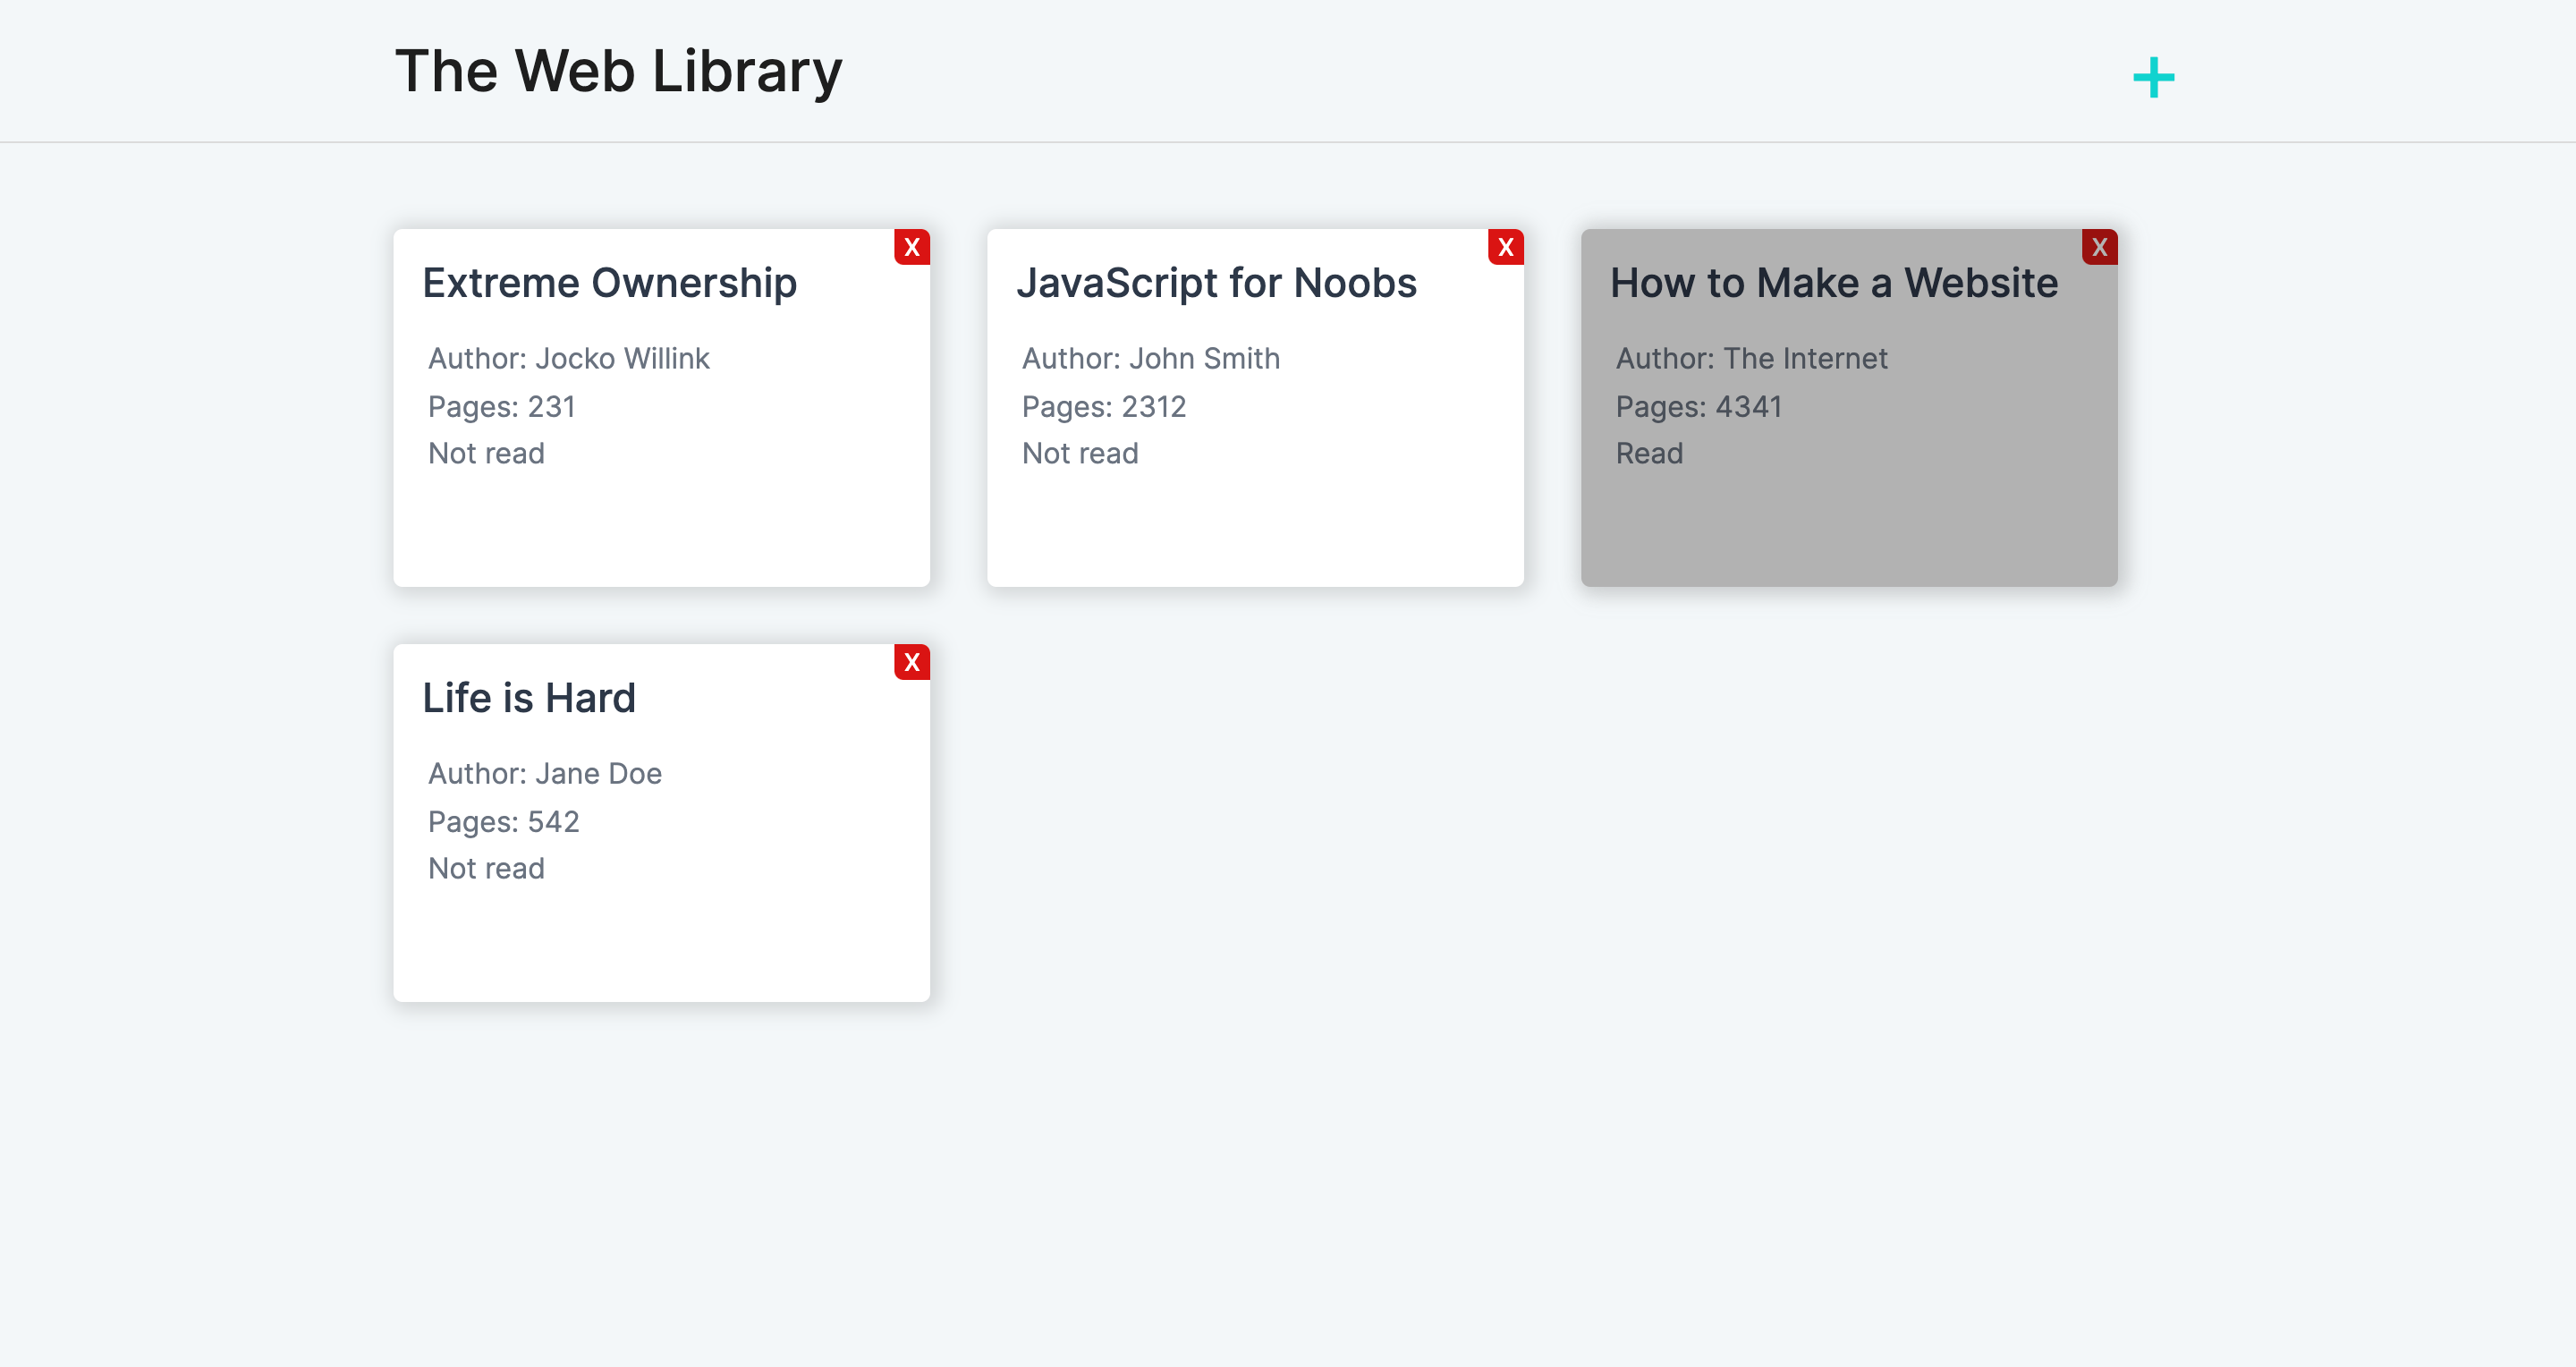 The Web Library
+
X
Extreme Ownership
Author: Jocko Willink
Pages: 231
Not read
X
JavaScript for Noobs
Author: John Smith
Pages: 2312
Not read
X
How to Make a Website
Author: The Internet
Pages: 4341
Read
X
Life is Hard
Author: Jane Doe
Pages: 542
Not read